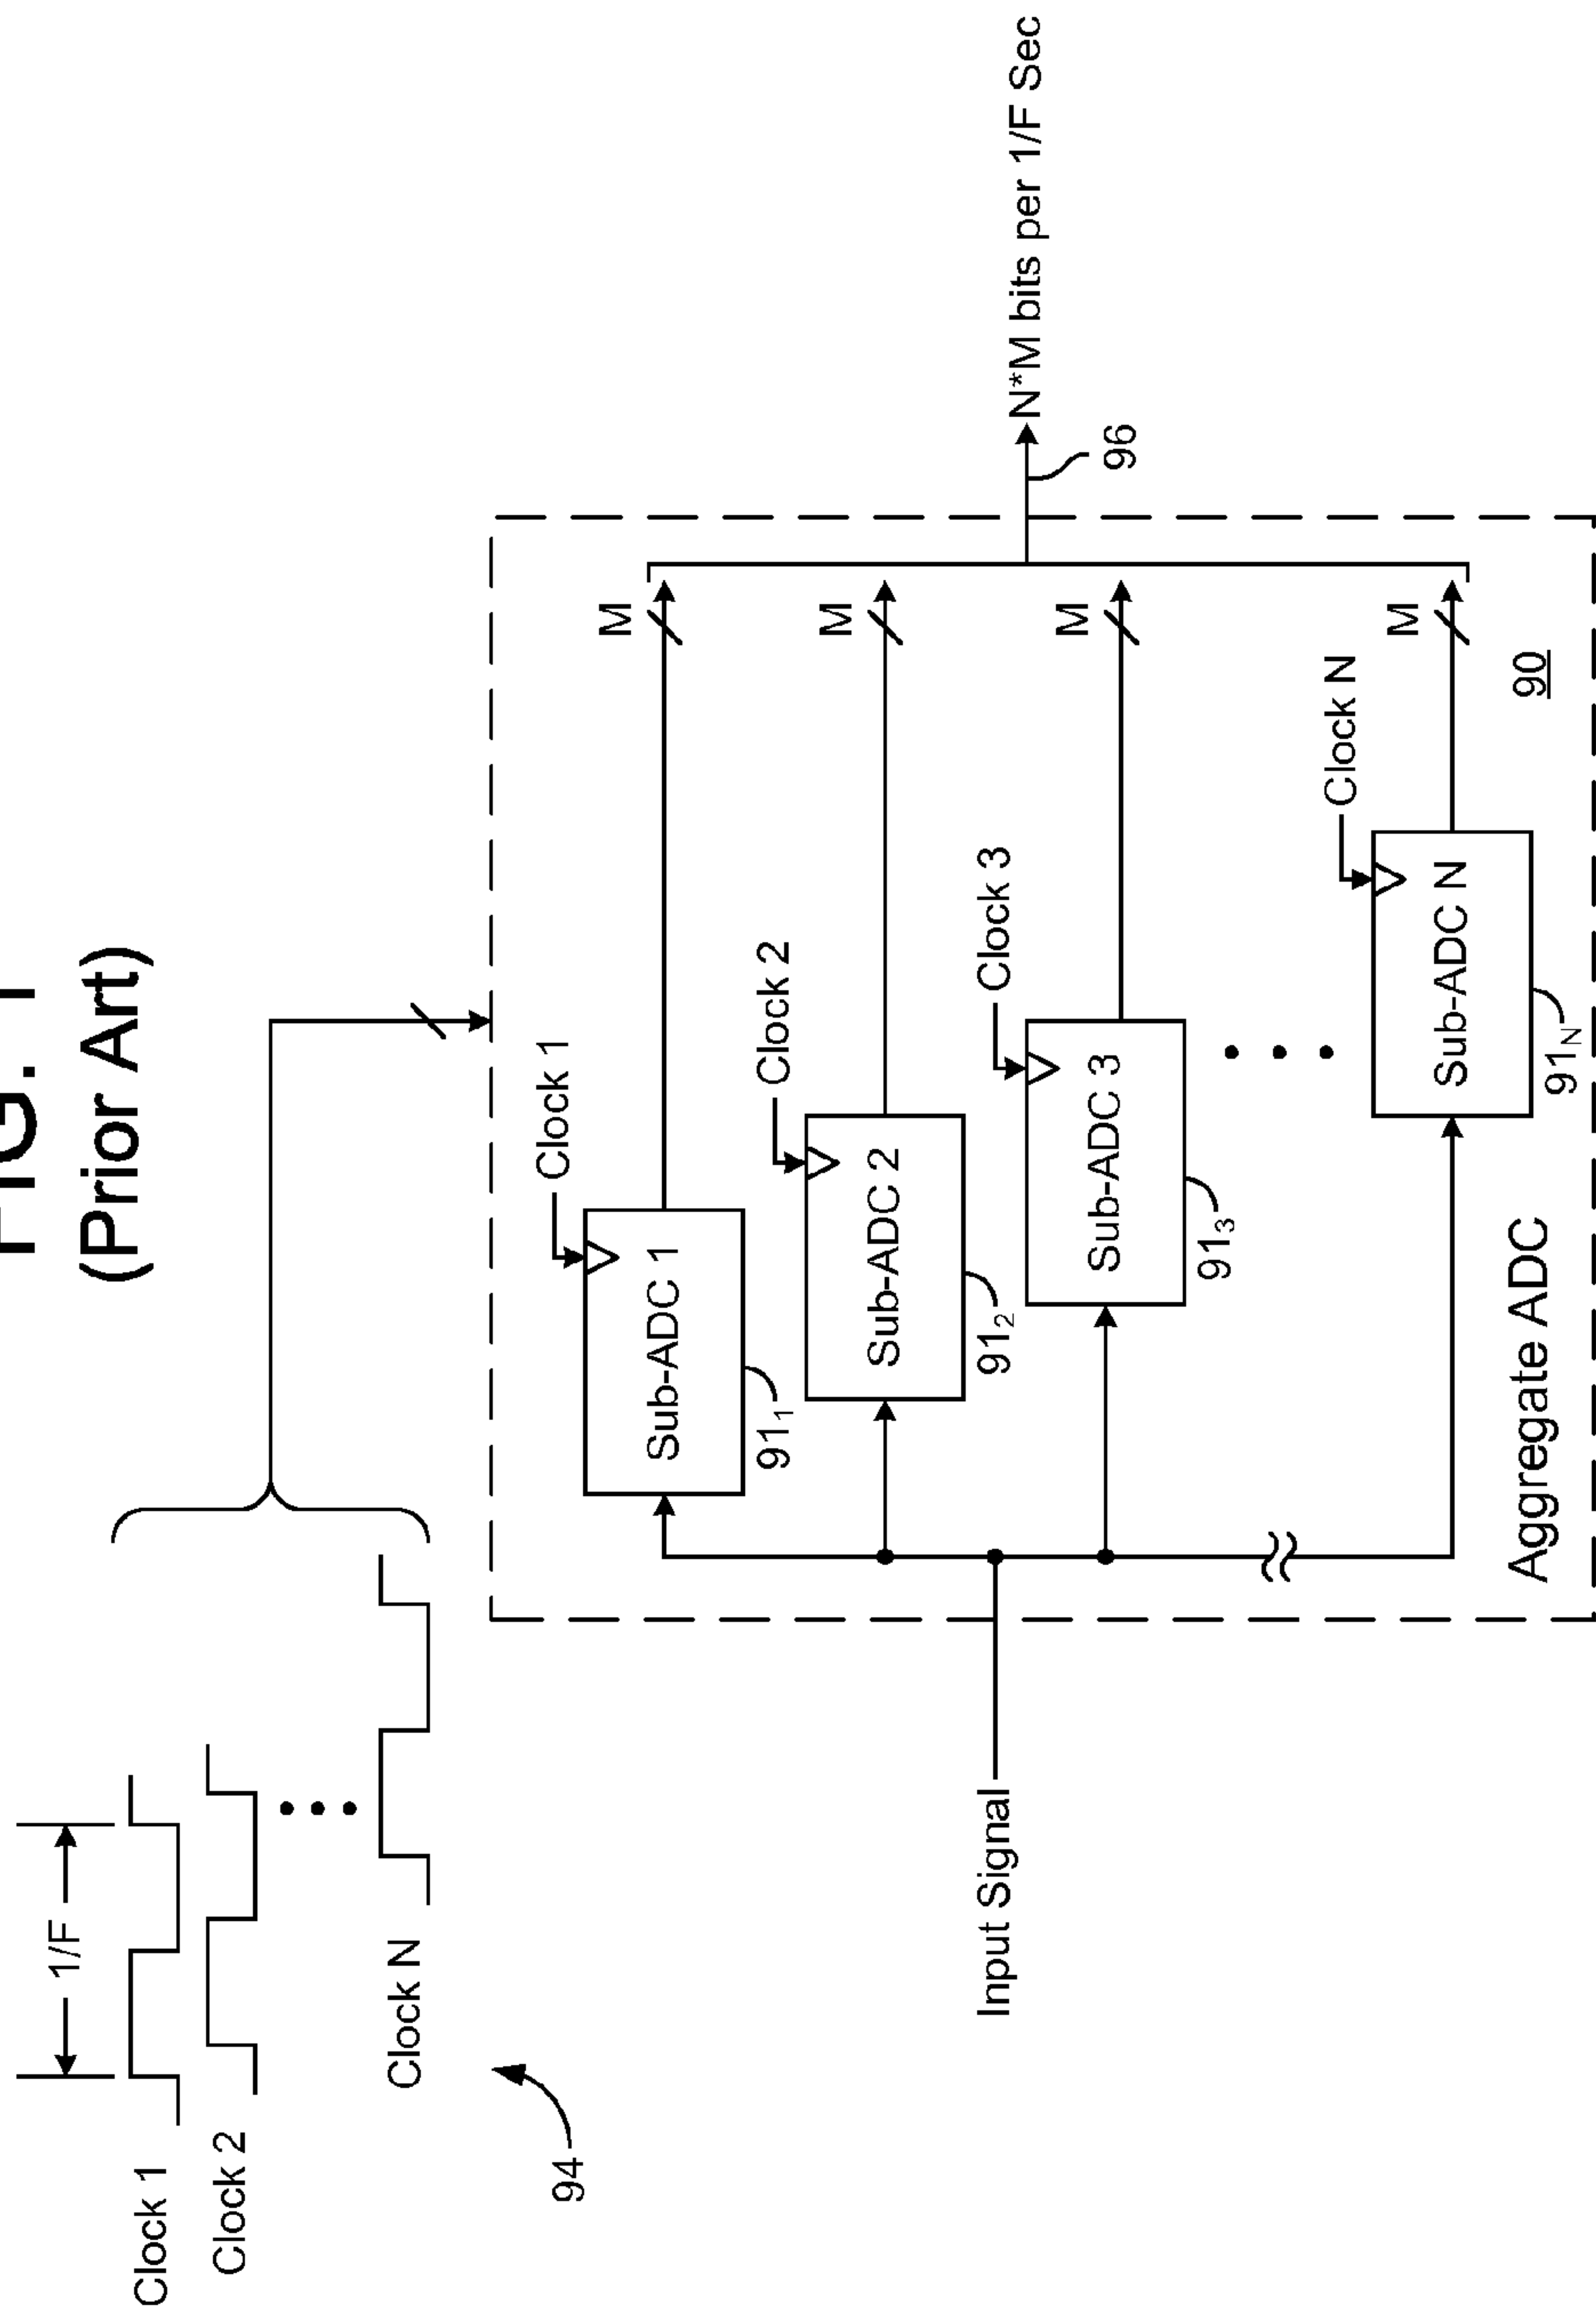 FIG. 1
(Prior Art)
1/F
Clock 1
Clock 2
Clock N
94
Clock 1
Sub-ADC 1
91₁
M
Clock 2
Sub-ADC 2
91₂
M
Input Signal
Clock 3
Sub-ADC 3
91₃
M
N*M bits per 1/F Sec
96
Clock N
Sub-ADC N
91N
M
Aggregate ADC
90